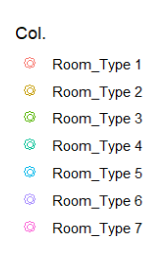 Col.
Room_Type 1
Room_Type 2
Room_Type 3
Room_Type 4
Room_Type 5
Room_Type 6
Room_Type 7